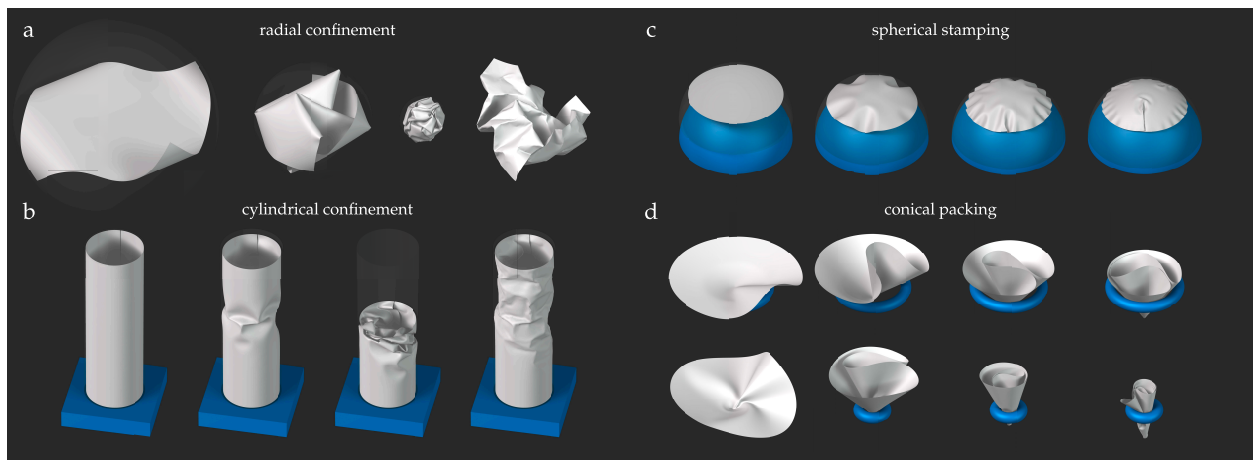 a
radial confinement
b
cylindrical confinement
c
spherical stamping
d
conical packing